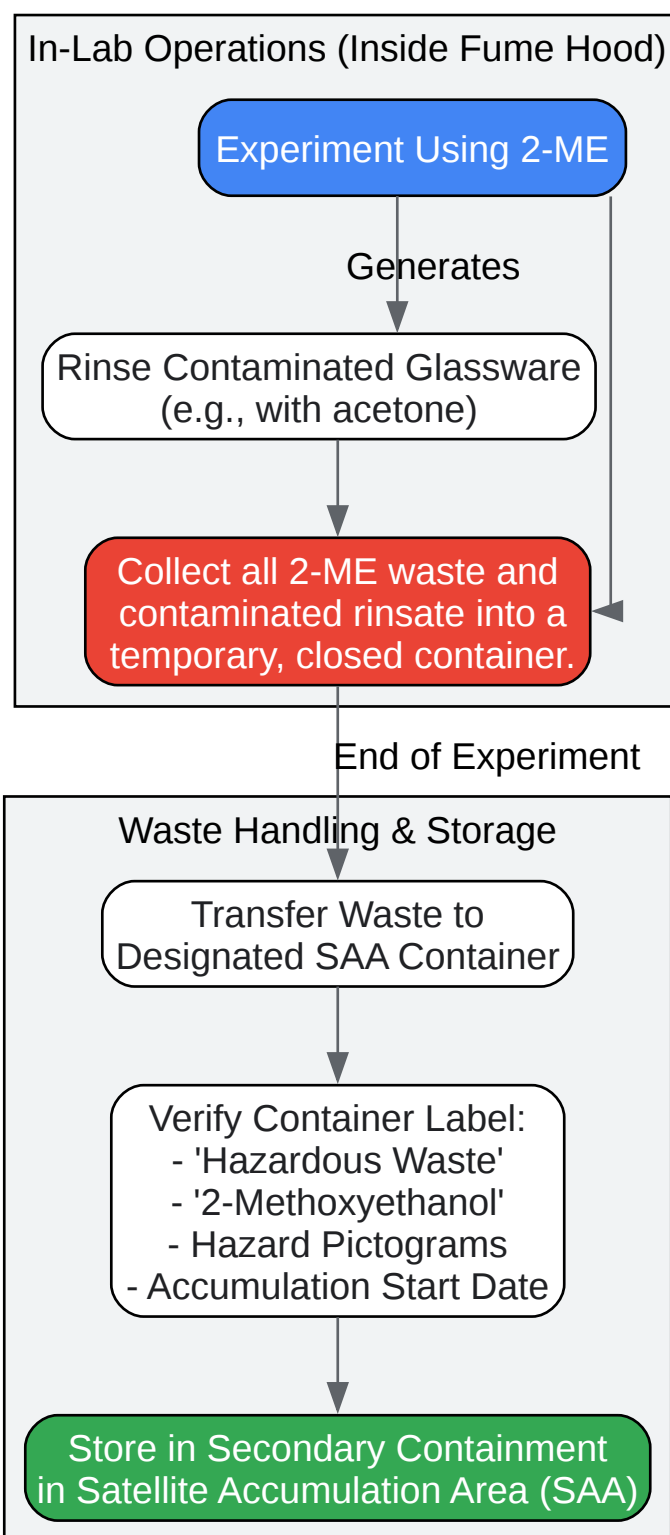 In-Lab Operations (Inside Fume Hood)
Experiment Using 2-ME
Generates
Rinse Contaminated Glassware
(e.g., with acetone)
Collect all 2-ME waste and
contaminated rinsate into a
temporary, closed container.
End of Experiment
Waste Handling & Storage
Transfer Waste to
Designated SAA Container
Verify Container Label:
- 'Hazardous Waste'
- '2-Methoxyethanol'
- Hazard Pictograms
- Accumulation Start Date
Store in Secondary Containment
in Satellite Accumulation Area (SAA)